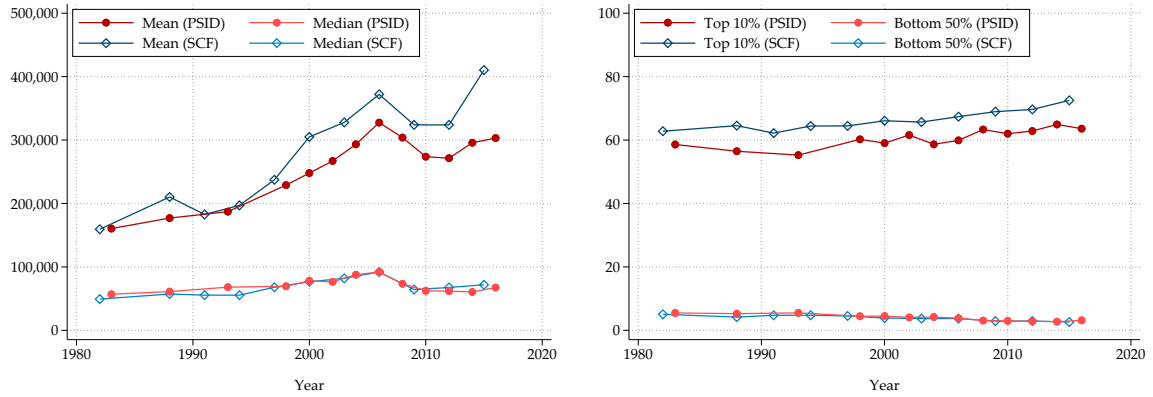 500,000
400,000
300,000
200,000
100,000
0
1980 1990 2000 2010 2020
Year
Mean (PSID) Median (PSID)
Mean (SCF) Median (SCF)
100
80
60
40
20
0
1980 1990 2000 2010 2020
Year
Top 10% (PSID) Bottom 50% (PSID)
Top 10% (SCF) Bottom 50% (SCF)